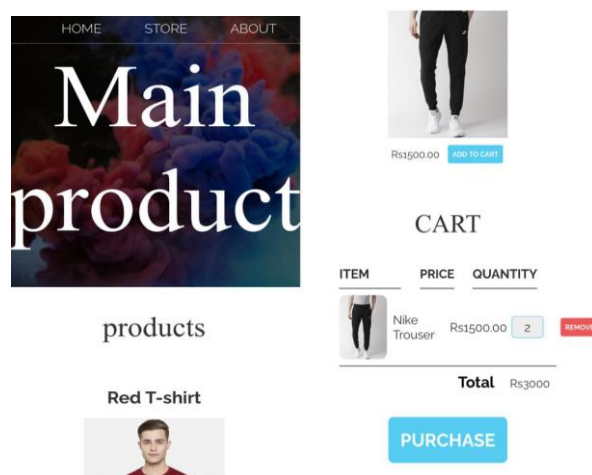 HOME STORE ABOUT
Main
product
products
Red T-shirt
Rs1500.00 ADD TO CART
CART
ITEM PRICE QUANTITY
Nike
Trouser
Rs1500.00 2 REMOVE
Total Rs3000
PURCHASE